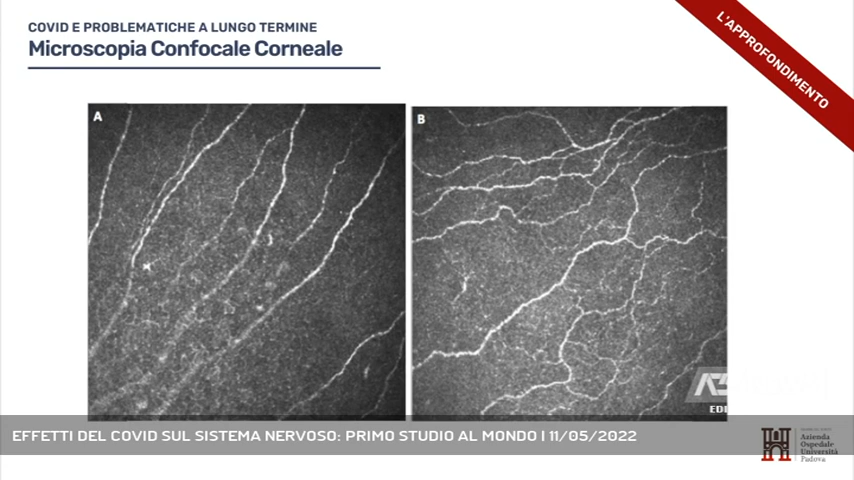 COVID E PROBLEMATICHE A LUNGO TERMINE
Microscopia Confocale Corneale
L'APPROFONDIMENTO
A
B
EDI
EFFETTI DEL COVID SUL SISTEMA NERVOSO: PRIMO STUDIO AL MONDO | 11/05/2022
Azienda
Ospedale
Università
Padova